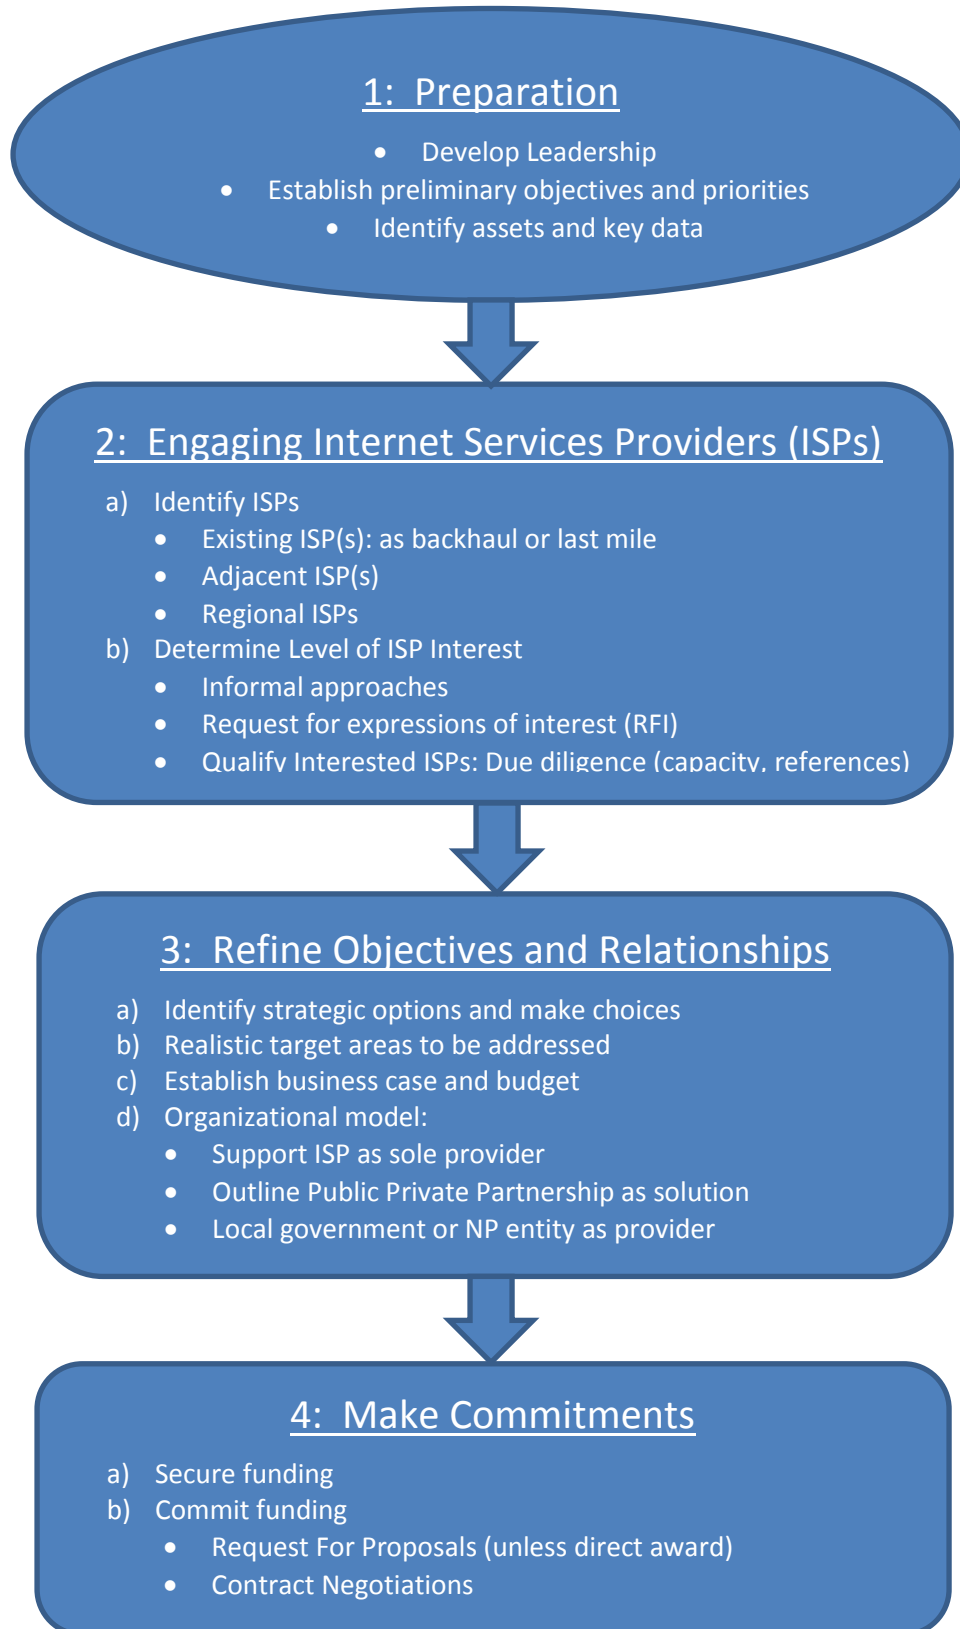 1:  Preparation
• Develop Leadership
• Establish preliminary objectives and priorities
• Identify assets and key data
2:  Engaging Internet Services Providers (ISPs)
a) Identify ISPs
• Existing ISP(s): as backhaul or last mile
• Adjacent ISP(s)
• Regional ISPs
b) Determine Level of ISP Interest
• Informal approaches
• Request for expressions of interest (RFI)
• Qualify Interested ISPs: Due diligence (capacity, references)
3:  Refine Objectives and Relationships
a) Identify strategic options and make choices
b) Realistic target areas to be addressed
c) Establish business case and budget
d) Organizational model:
• Support ISP as sole provider
• Outline Public Private Partnership as solution
• Local government or NP entity as provider
4:  Make Commitments
a) Secure funding
b) Commit funding
• Request For Proposals (unless direct award)
• Contract Negotiations